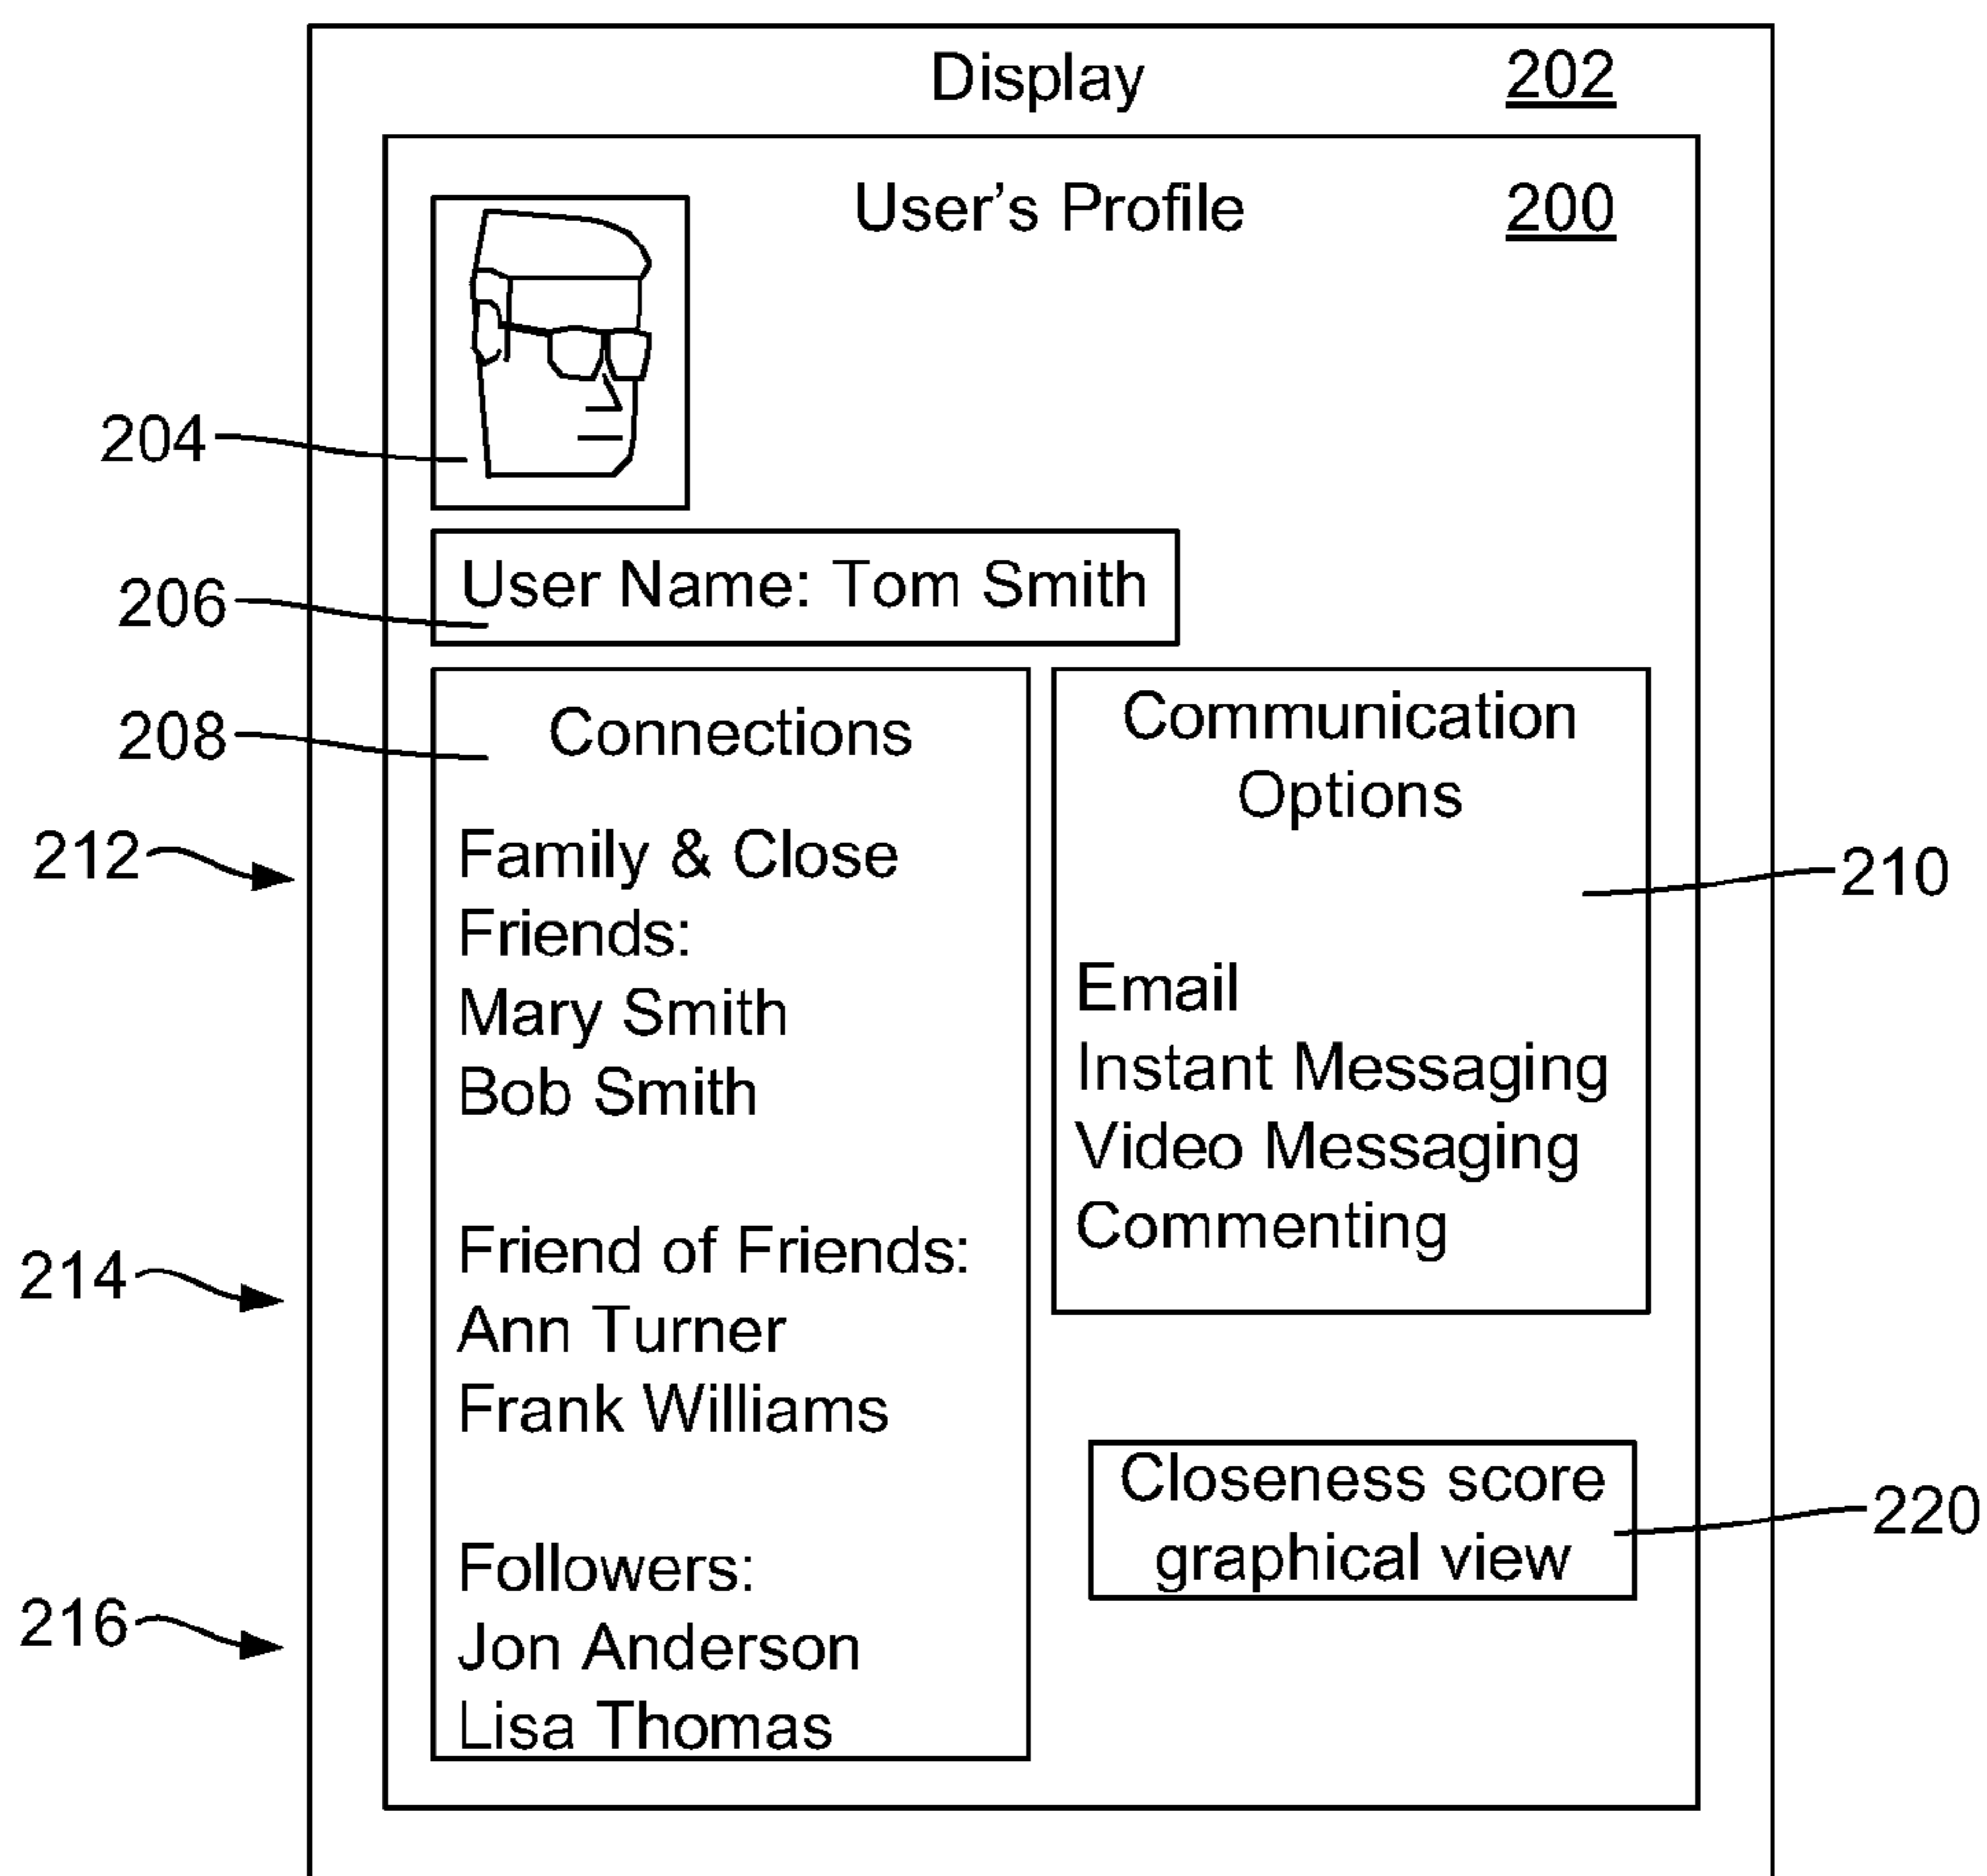 Display 202
User's Profile 200
204
User Name: Tom Smith
206
208
Connections
212
Family & Close
Friends:
Mary Smith
Bob Smith
214
Friend of Friends:
Ann Turner
Frank Williams
216
Followers:
Jon Anderson
Lisa Thomas
Communication
Options
210
Email
Instant Messaging
Video Messaging
Commenting
Closeness score
graphical view
220